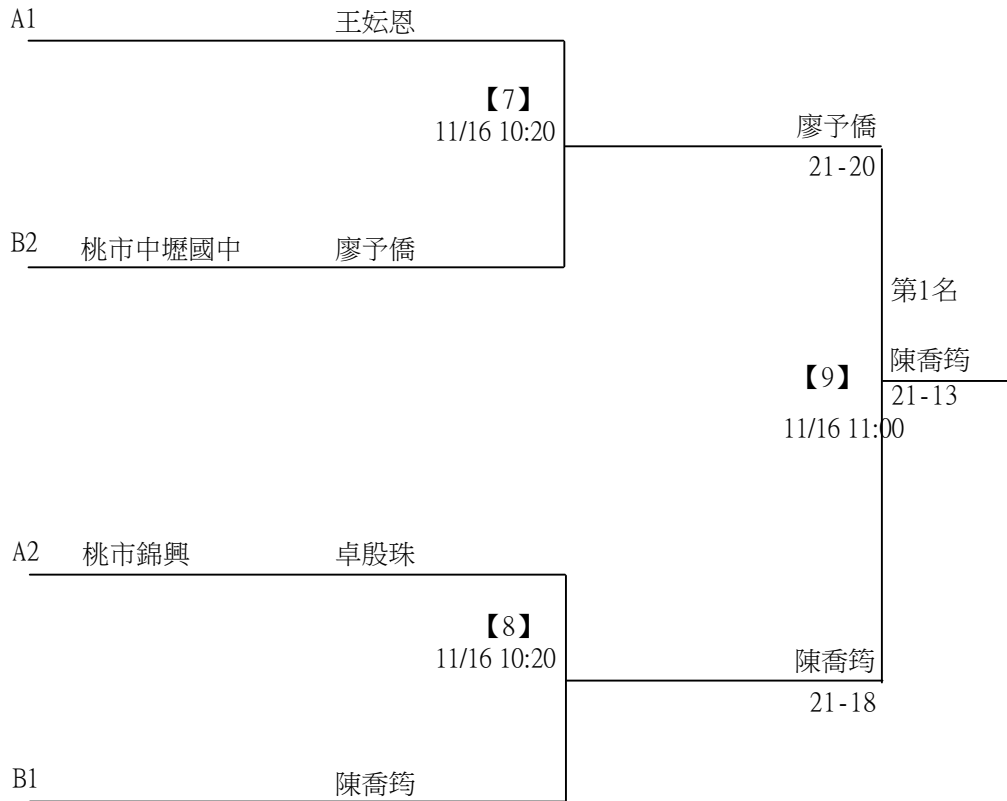 A1 王妘恩
【7】
11/16 10:20
廖予僑
21-20
B2 桃市中壢國中 廖予僑
第1名
陳喬筠
【9】
21-13
11/16 11:00
A2 桃市錦興 卓殷珠
【8】
11/16 10:20
陳喬筠
21-18
B1 陳喬筠